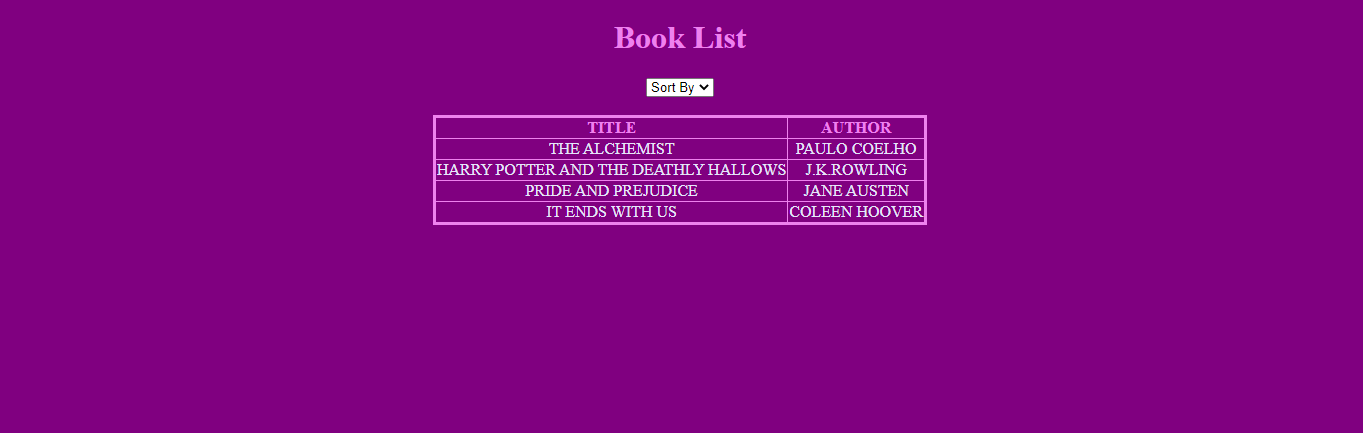 Book List
Sort By
TITLE AUTHOR
THE ALCHEMIST PAULO COELHO
HARRY POTTER AND THE DEATHLY HALLOWS J.K.ROWLING
PRIDE AND PREJUDICE JANE AUSTEN
IT ENDS WITH US COLEEN HOOVER